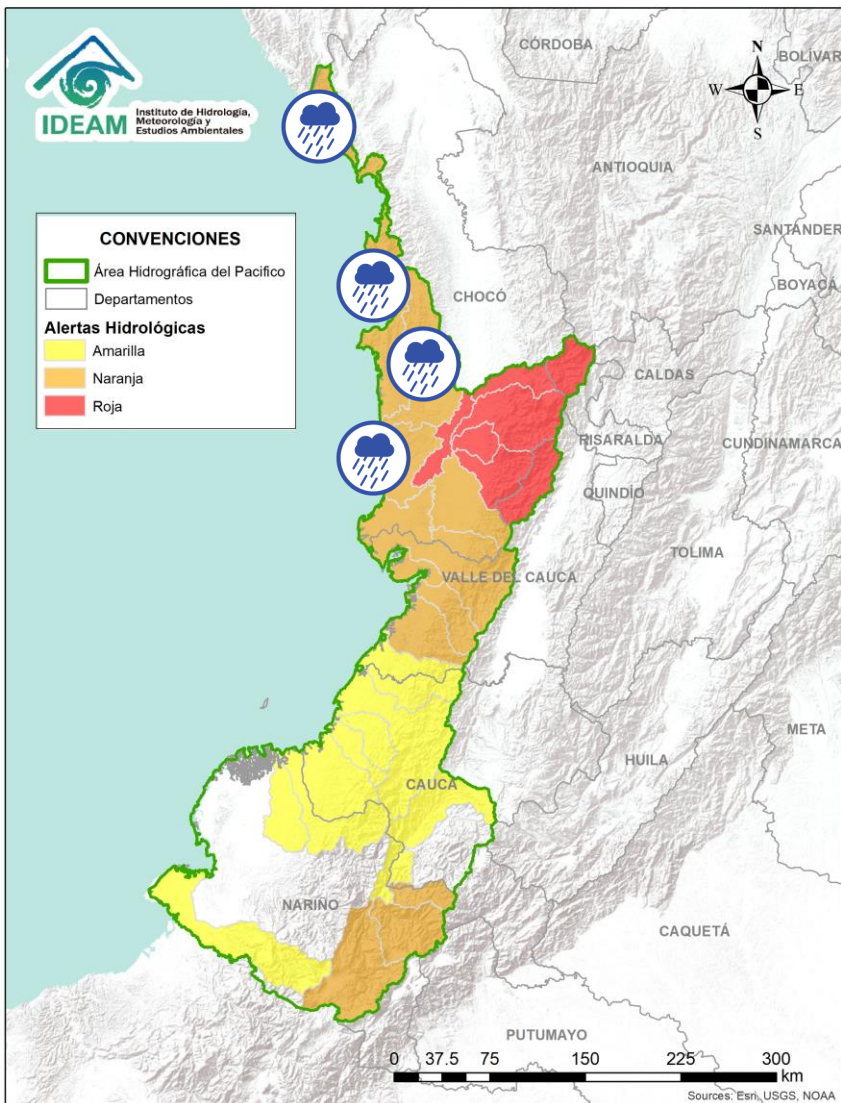 IDEAM
Instituto de Hidrología,
Meteorología y
Estudios Ambientales
CÓRDOBA
BOLÍVAR
N
W
E
S
ANTIOQUIA
SANTANDER
BOYACÁ
CONVENCIONES
Área Hidrográfica del Pacifico
Departamentos
Alertas Hidrológicas
Amarilla
Naranja
Roja
CHOCÓ
CALDAS
RISARALDA
CUNDINAMARCA
QUINDÍO
TOLIMA
VALLE DEL CAUCA
META
HUILA
CAUCA
NARIÑO
CAQUETÁ
PUTUMAYO
0 37.5 75 150 225 300
km
Sources: Esri, USGS, NOAA